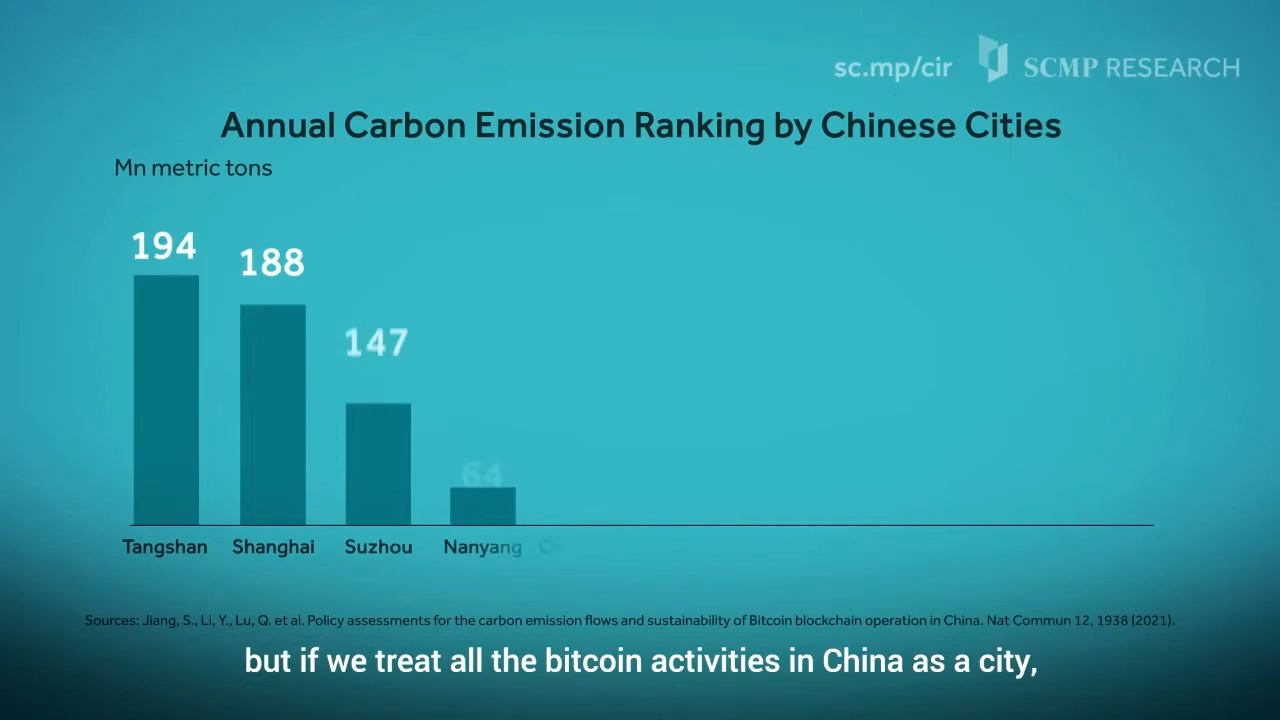 sc.mp/cir SCMP RESEARCH
Annual Carbon Emission Ranking by Chinese Cities
Mn metric tons
194
188
147
64
Tangshan Shanghai Suzhou Nanyang
Sources: Jiang, S., Li, Y., Lu, Q. et al. Policy assessments for the carbon emission flows and sustainability of Bitcoin blockchain operation in China. Nat Commun 12, 1938 (2021).
but if we treat all the bitcoin activities in China as a city,